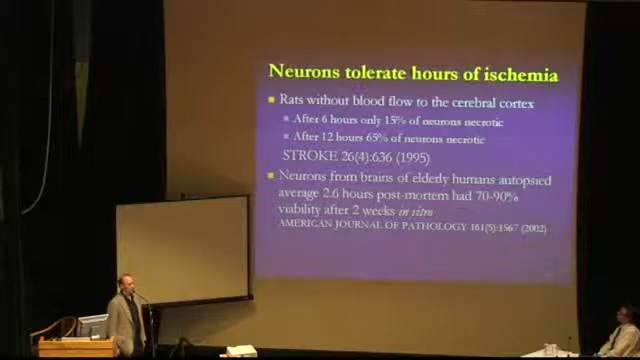 Neurons tolerate hours of ischemia
Rats without blood flow to the cerebral cortex
After 6 hours only 15% of neurons necrotic
After 12 hours 65% of neurons necrotic
STROKE 26(4):636 (1995)
Neurons from brains of elderly humans autopsied
average 2.6 hours post-mortem had 70-90%
viability after 2 weeks in vitro
AMERICAN JOURNAL OF PATHOLOGY 161(5):1567 (2002)